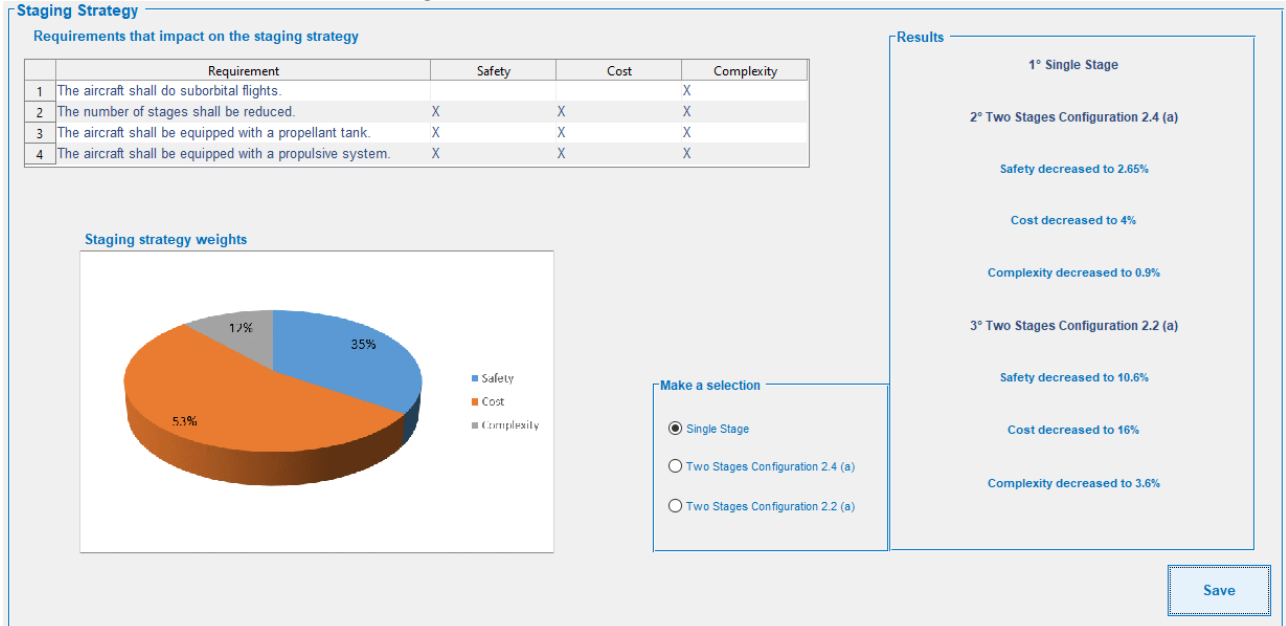 Staging Strategy
Requirements that impact on the staging strategy
Requirement Safety Cost Complexity
1 The aircraft shall do suborbital flights. X
2 The number of stages shall be reduced. X X X
3 The aircraft shall be equipped with a propellant tank. X X X
4 The aircraft shall be equipped with a propulsive system. X X X
Staging strategy weights
12%
35%
53%
Safety
Cost
Complexity
Make a selection
Single Stage
Two Stages Configuration 2.4 (a)
Two Stages Configuration 2.2 (a)
Results
1° Single Stage
2° Two Stages Configuration 2.4 (a)
Safety decreased to 2.65%
Cost decreased to 4%
Complexity decreased to 0.9%
3° Two Stages Configuration 2.2 (a)
Safety decreased to 10.6%
Cost decreased to 16%
Complexity decreased to 3.6%
Save